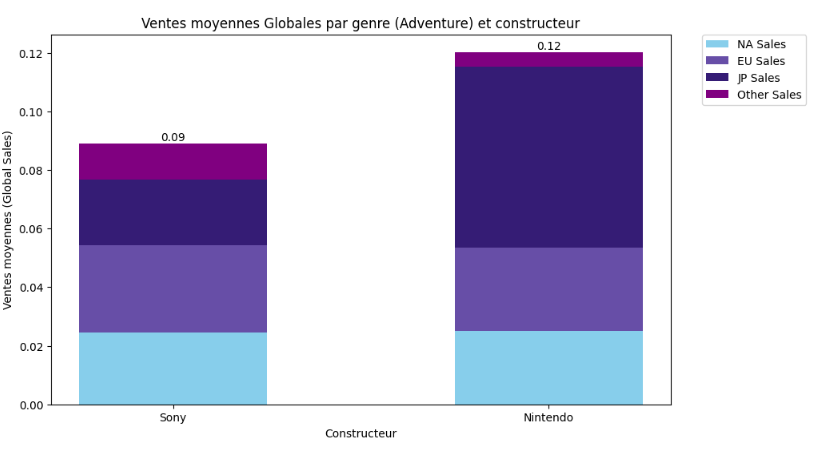 Ventes moyennes Globales par genre (Adventure) et constructeur
NA Sales
EU Sales
JP Sales
Other Sales
Ventes moyennes (Global Sales)
0.12
0.10
0.08
0.06
0.04
0.02
0.00
0.09
0.12
Sony
Nintendo
Constructeur